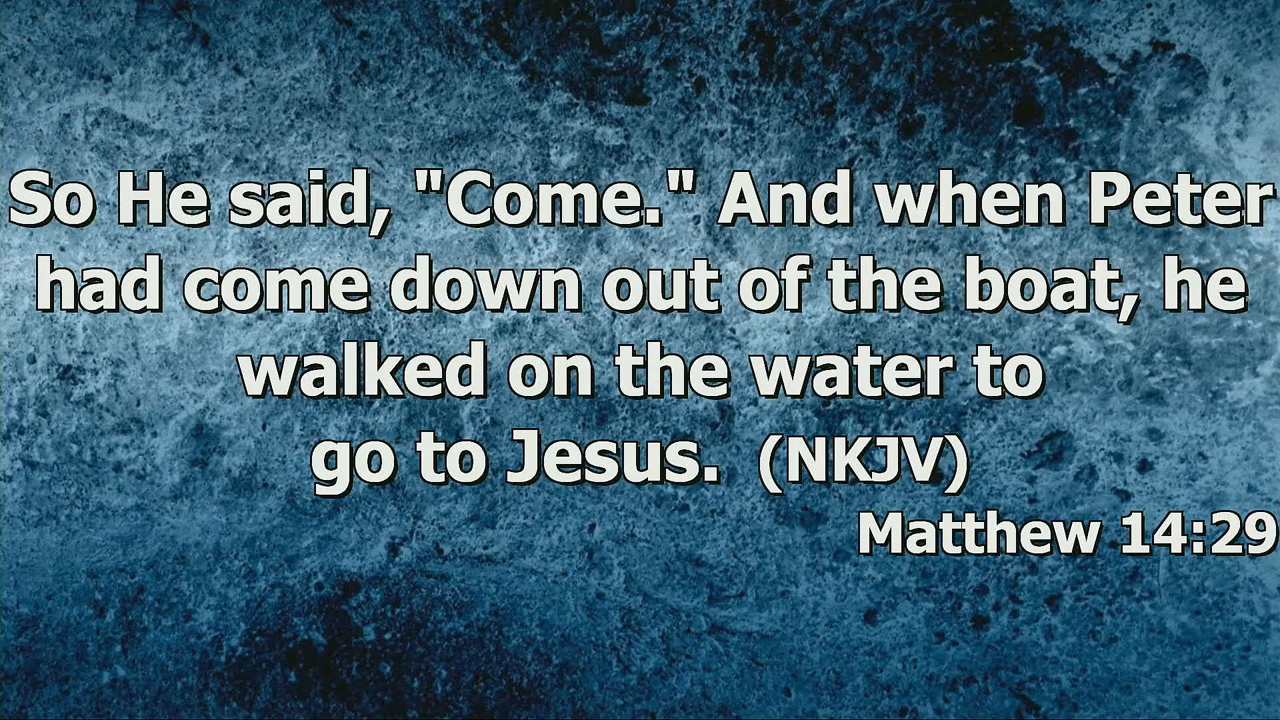 So He said, "Come." And when Peter
had come down out of the boat, he
walked on the water to
go to Jesus. (NKJV)
Matthew 14:29